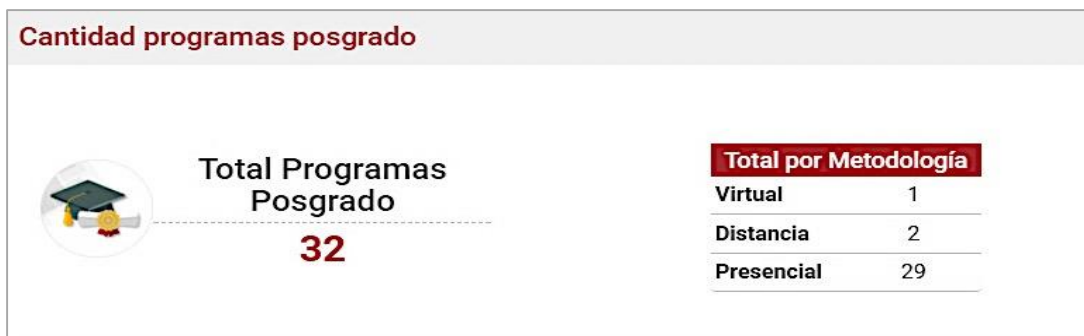 Cantidad programas posgrado
Total Programas
Posgrado
32
Total por Metodología
Virtual 1
Distancia 2
Presencial 29